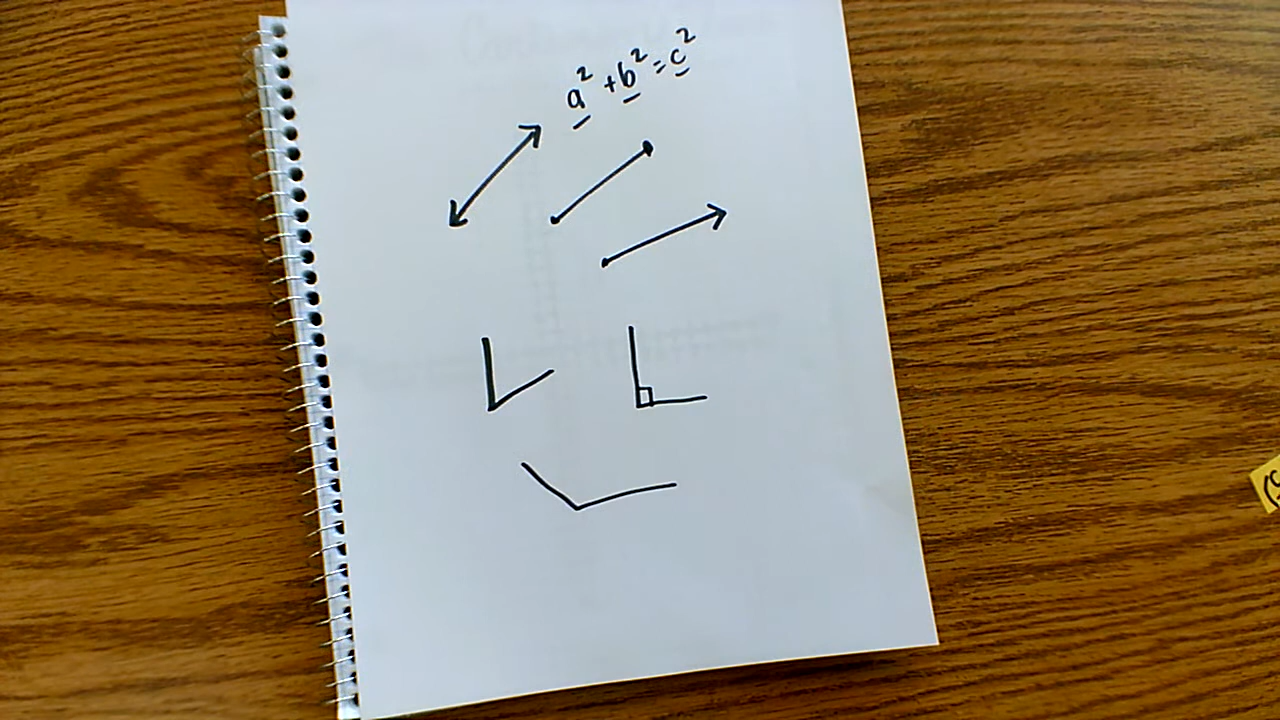 a² + b² = c²